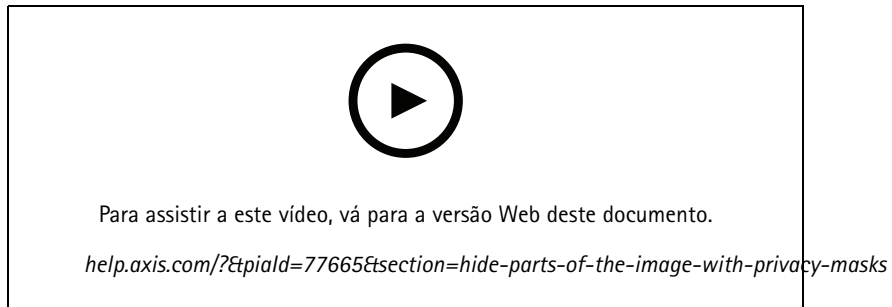 Para assistir a este vídeo, vá para a versão Web deste documento.
help.axis.com/?&piaId=77665&section=hide-parts-of-the-image-with-privacy-masks